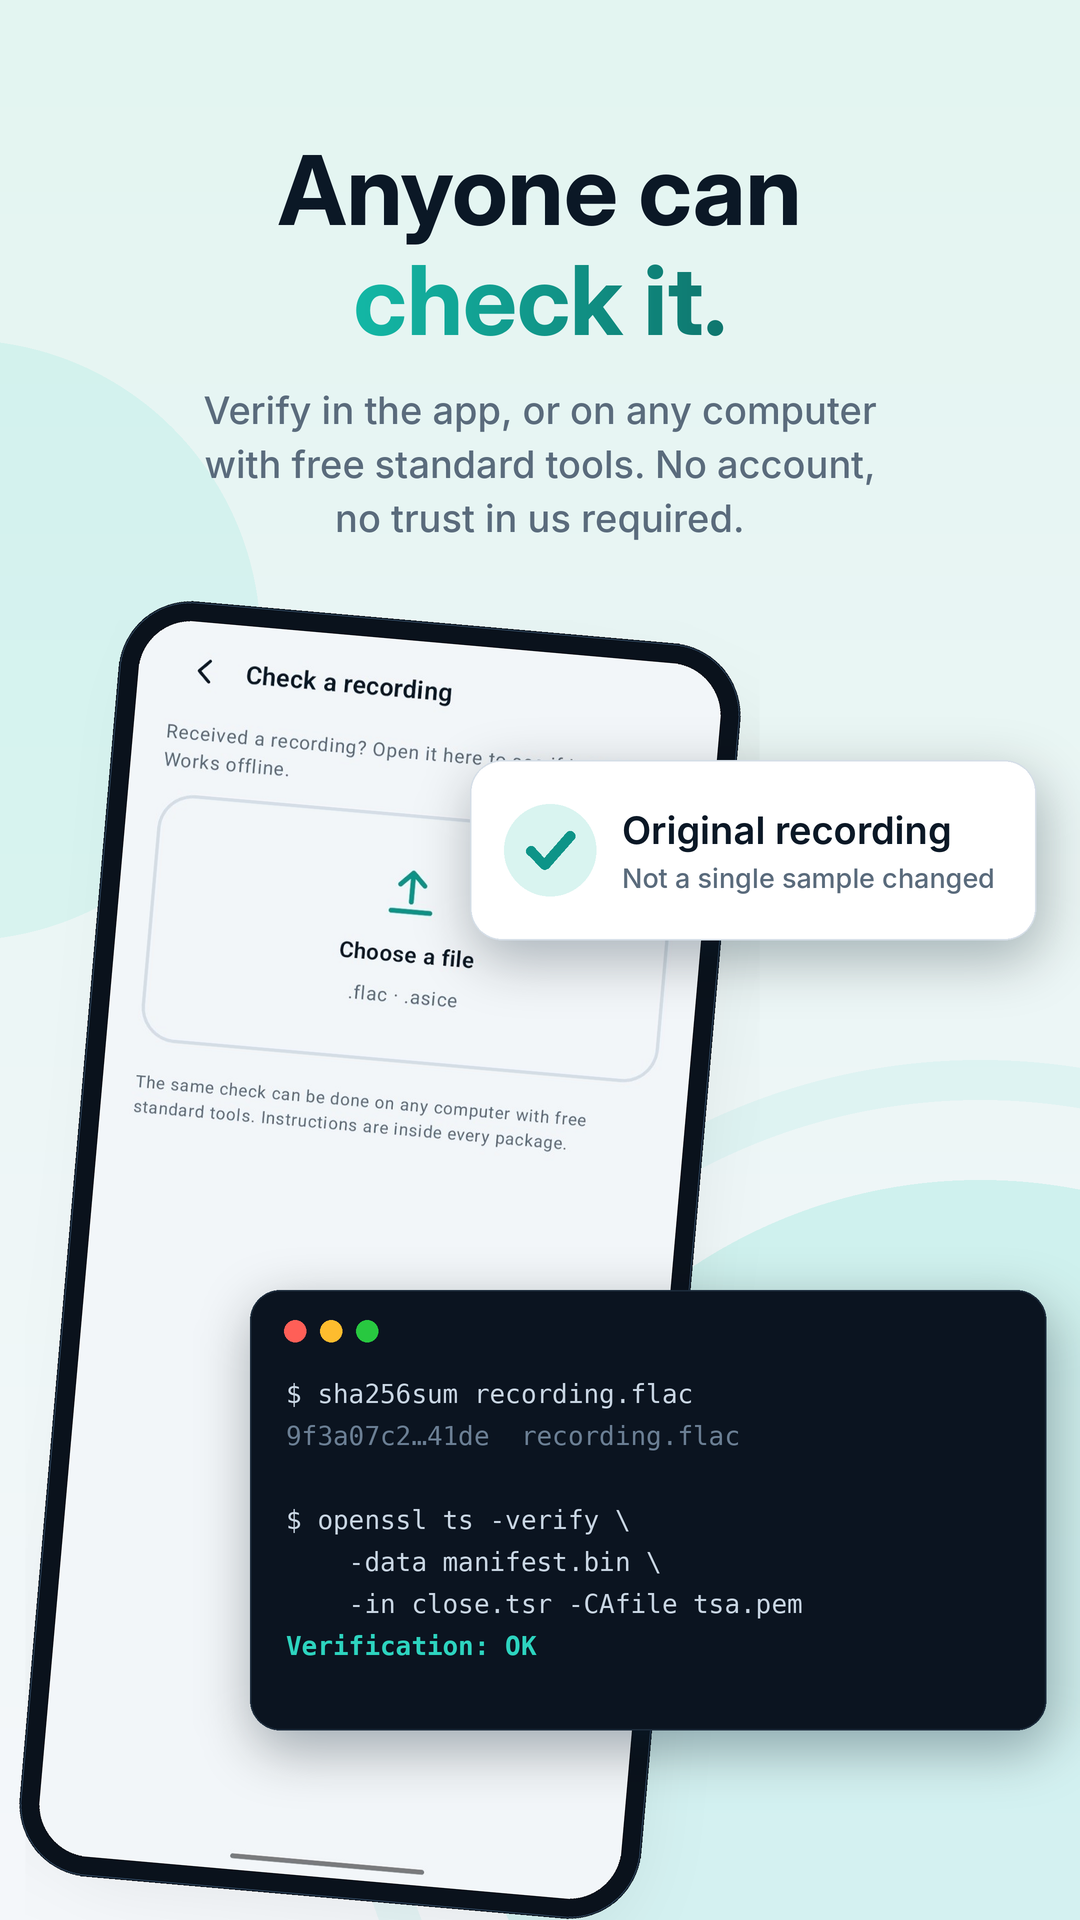 Anyone can
check it.
Verify in the app, or on any computer
with free standard tools. No account,
no trust in us required.
Check a recording
Received a recording? Open it here to see if
Works offline.
Original recording
Not a single sample changed
Choose a file
.flac · .asice
The same check can be done on any computer with free
standard tools. Instructions are inside every package.
$ sha256sum recording.flac
9f3a07c2…41de  recording.flac
$ openssl ts -verify \
    -data manifest.bin \
    -in close.tsr -CAfile tsa.pem
Verification: OK